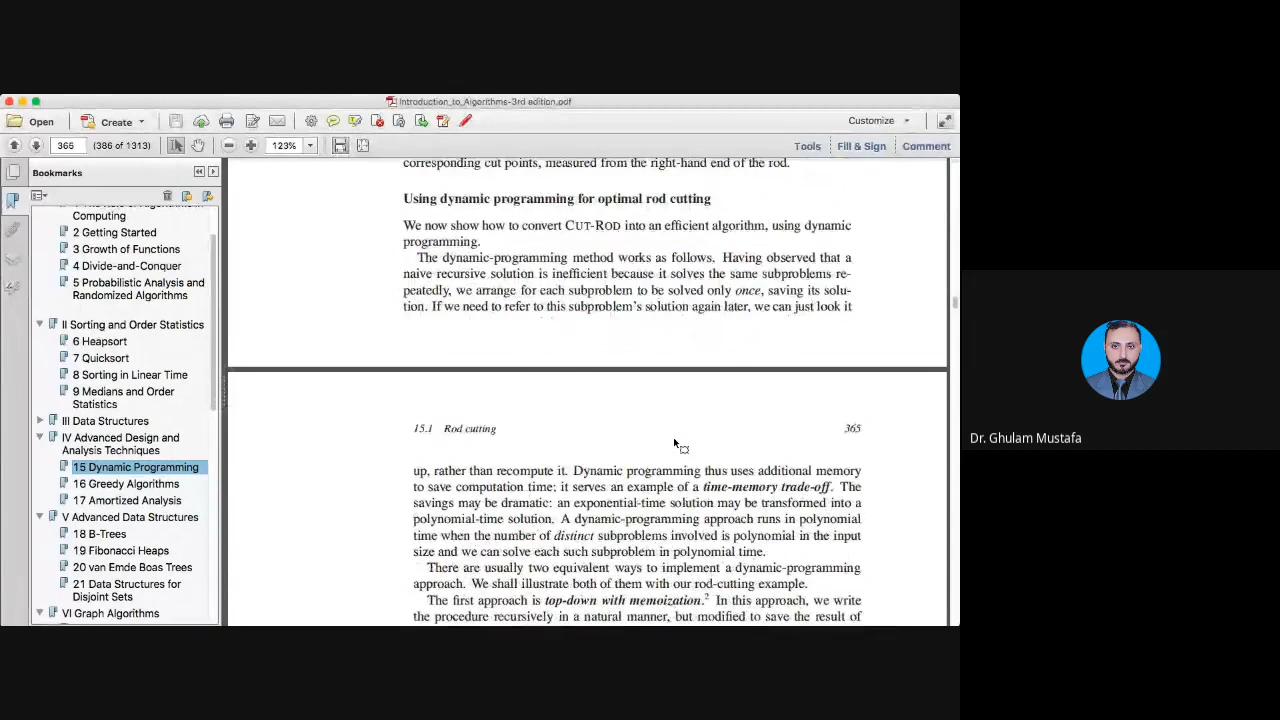 Introduction_to_Algorithms-3rd edition.pdf
Open
Create
Customize
365
(386 of 1313)
123%
Tools
Fill & Sign
Comment
Bookmarks
Computing
2 Getting Started
3 Growth of Functions
4 Divide-and-Conquer
5 Probabilistic Analysis and
Randomized Algorithms
II Sorting and Order Statistics
6 Heapsort
7 Quicksort
8 Sorting in Linear Time
9 Medians and Order
Statistics
III Data Structures
IV Advanced Design and
Analysis Techniques
15 Dynamic Programming
16 Greedy Algorithms
17 Amortized Analysis
V Advanced Data Structures
18 B-Trees
19 Fibonacci Heaps
20 van Emde Boas Trees
21 Data Structures for
Disjoint Sets
VI Graph Algorithms
corresponding cut points, measured from the right-hand end of the rod.
Using dynamic programming for optimal rod cutting
We now show how to convert CUT-ROD into an efficient algorithm, using dynamic
programming.
The dynamic-programming method works as follows. Having observed that a
naive recursive solution is inefficient because it solves the same subproblems re-
peatedly, we arrange for each subproblem to be solved only once, saving its solu-
tion. If we need to refer to this subproblem's solution again later, we can just look it
15.1 Rod cutting
365
up, rather than recompute it. Dynamic programming thus uses additional memory
to save computation time; it serves an example of a time-memory trade-off. The
savings may be dramatic: an exponential-time solution may be transformed into a
polynomial-time solution. A dynamic-programming approach runs in polynomial
time when the number of distinct subproblems involved is polynomial in the input
size and we can solve each such subproblem in polynomial time.
There are usually two equivalent ways to implement a dynamic-programming
approach. We shall illustrate both of them with our rod-cutting example.
The first approach is top-down with memoization.2 In this approach, we write
the procedure recursively in a natural manner, but modified to save the result of
Dr. Ghulam Mustafa